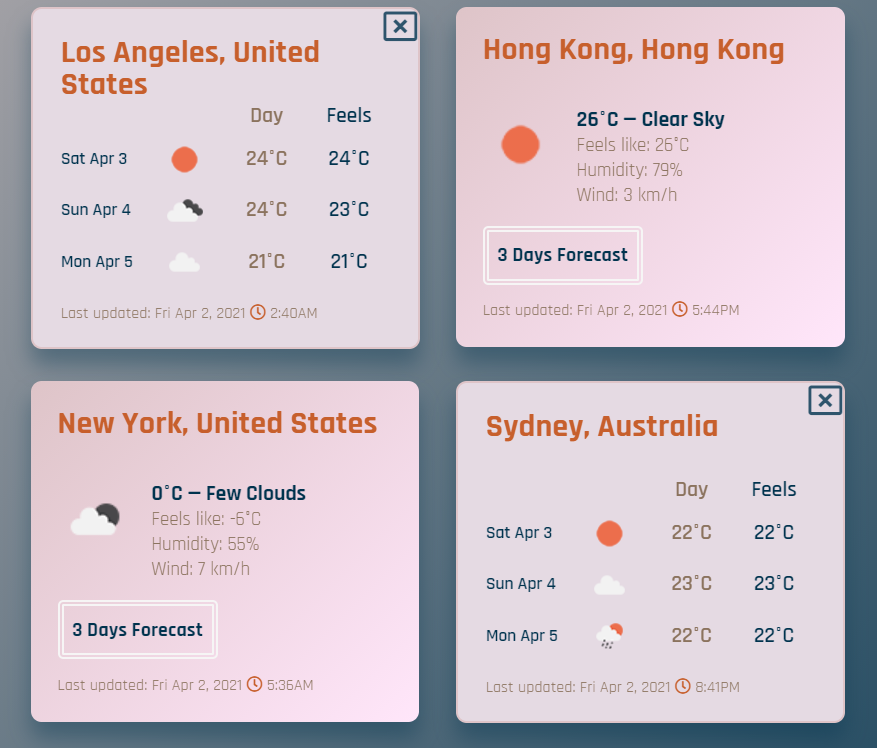 Los Angeles, United
States
Day Feels
Sat Apr 3 24°C 24°C
Sun Apr 4 24°C 23°C
Mon Apr 5 21°C 21°C
Last updated: Fri Apr 2, 2021 2:40AM
Hong Kong, Hong Kong
26°C — Clear Sky
Feels like: 26°C
Humidity: 79%
Wind: 3 km/h
3 Days Forecast
Last updated: Fri Apr 2, 2021 5:44PM
New York, United States
0°C — Few Clouds
Feels like: -6°C
Humidity: 55%
Wind: 7 km/h
3 Days Forecast
Last updated: Fri Apr 2, 2021 5:36AM
Sydney, Australia
Day Feels
Sat Apr 3 22°C 22°C
Sun Apr 4 23°C 23°C
Mon Apr 5 22°C 22°C
Last updated: Fri Apr 2, 2021 8:41PM